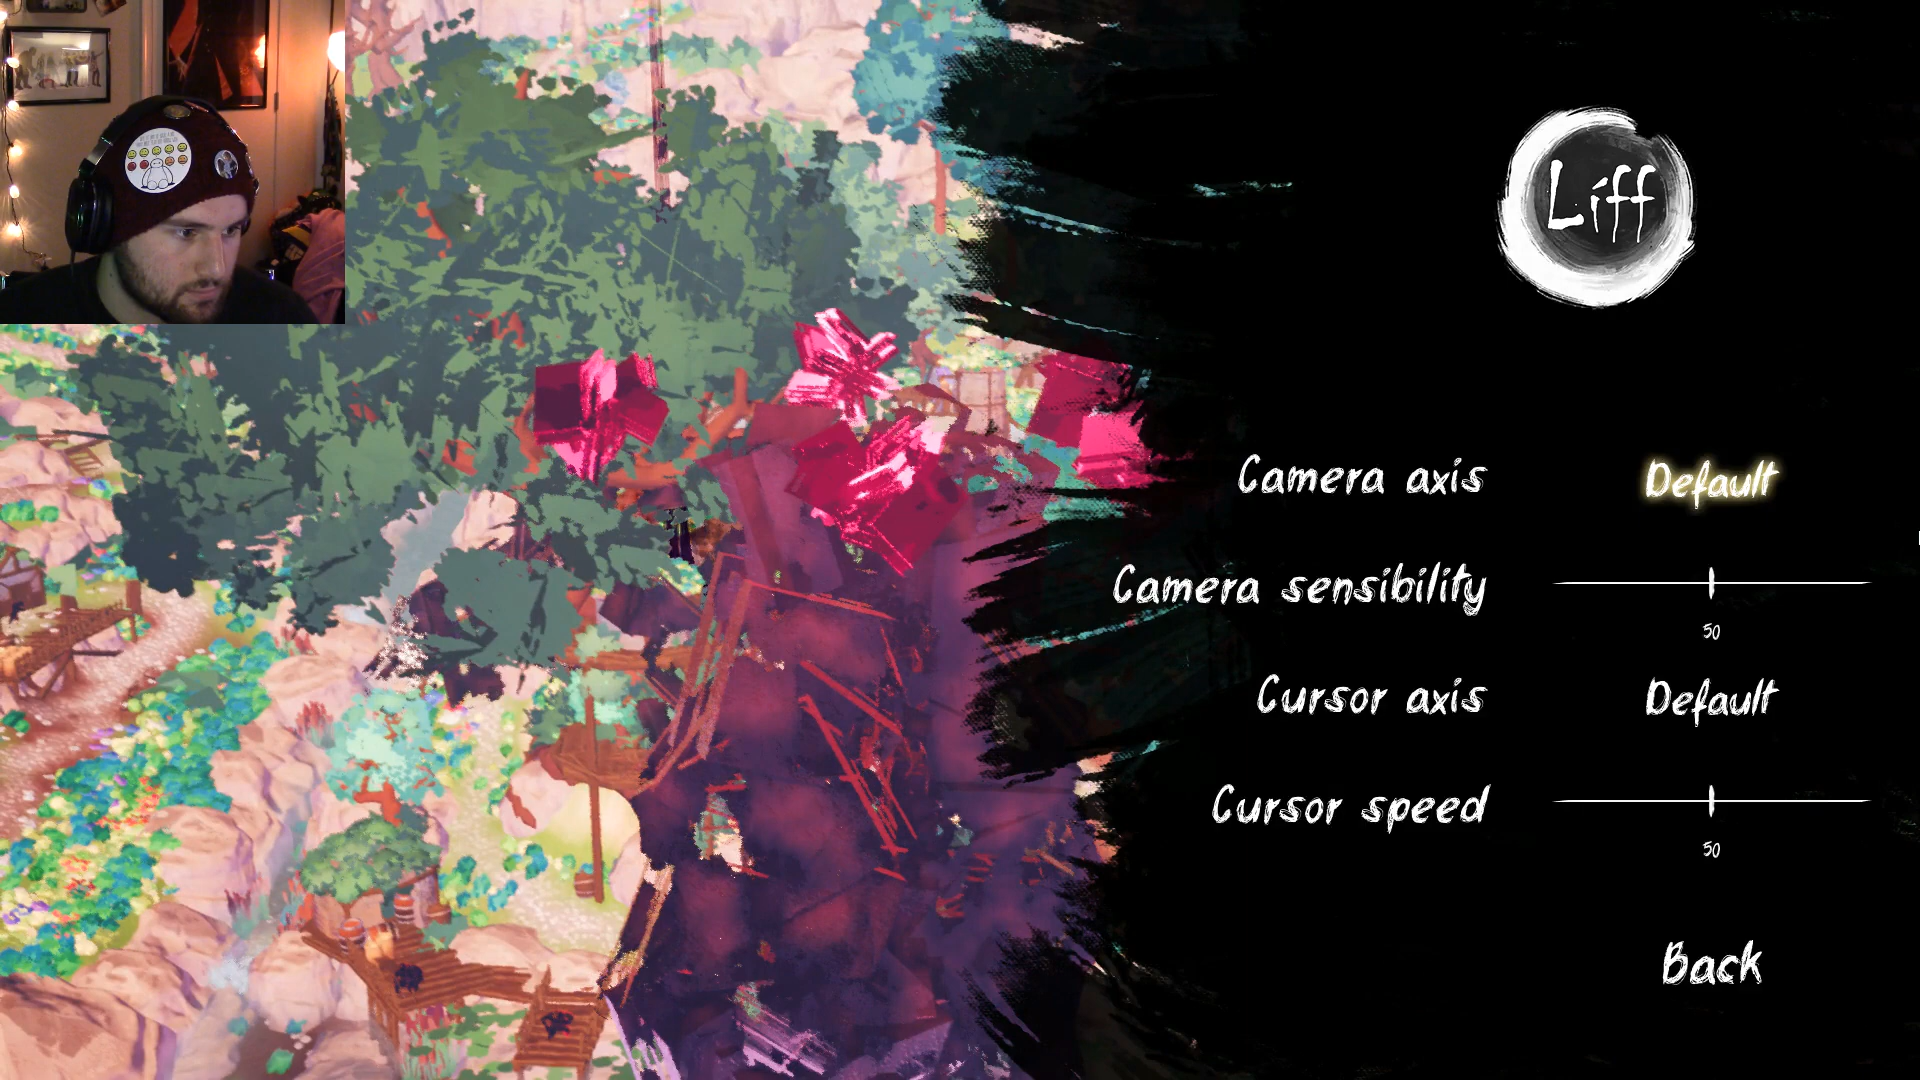 Liff
Camera axis Default
Camera sensibility
50
Cursor axis Default
Cursor speed
50
Back